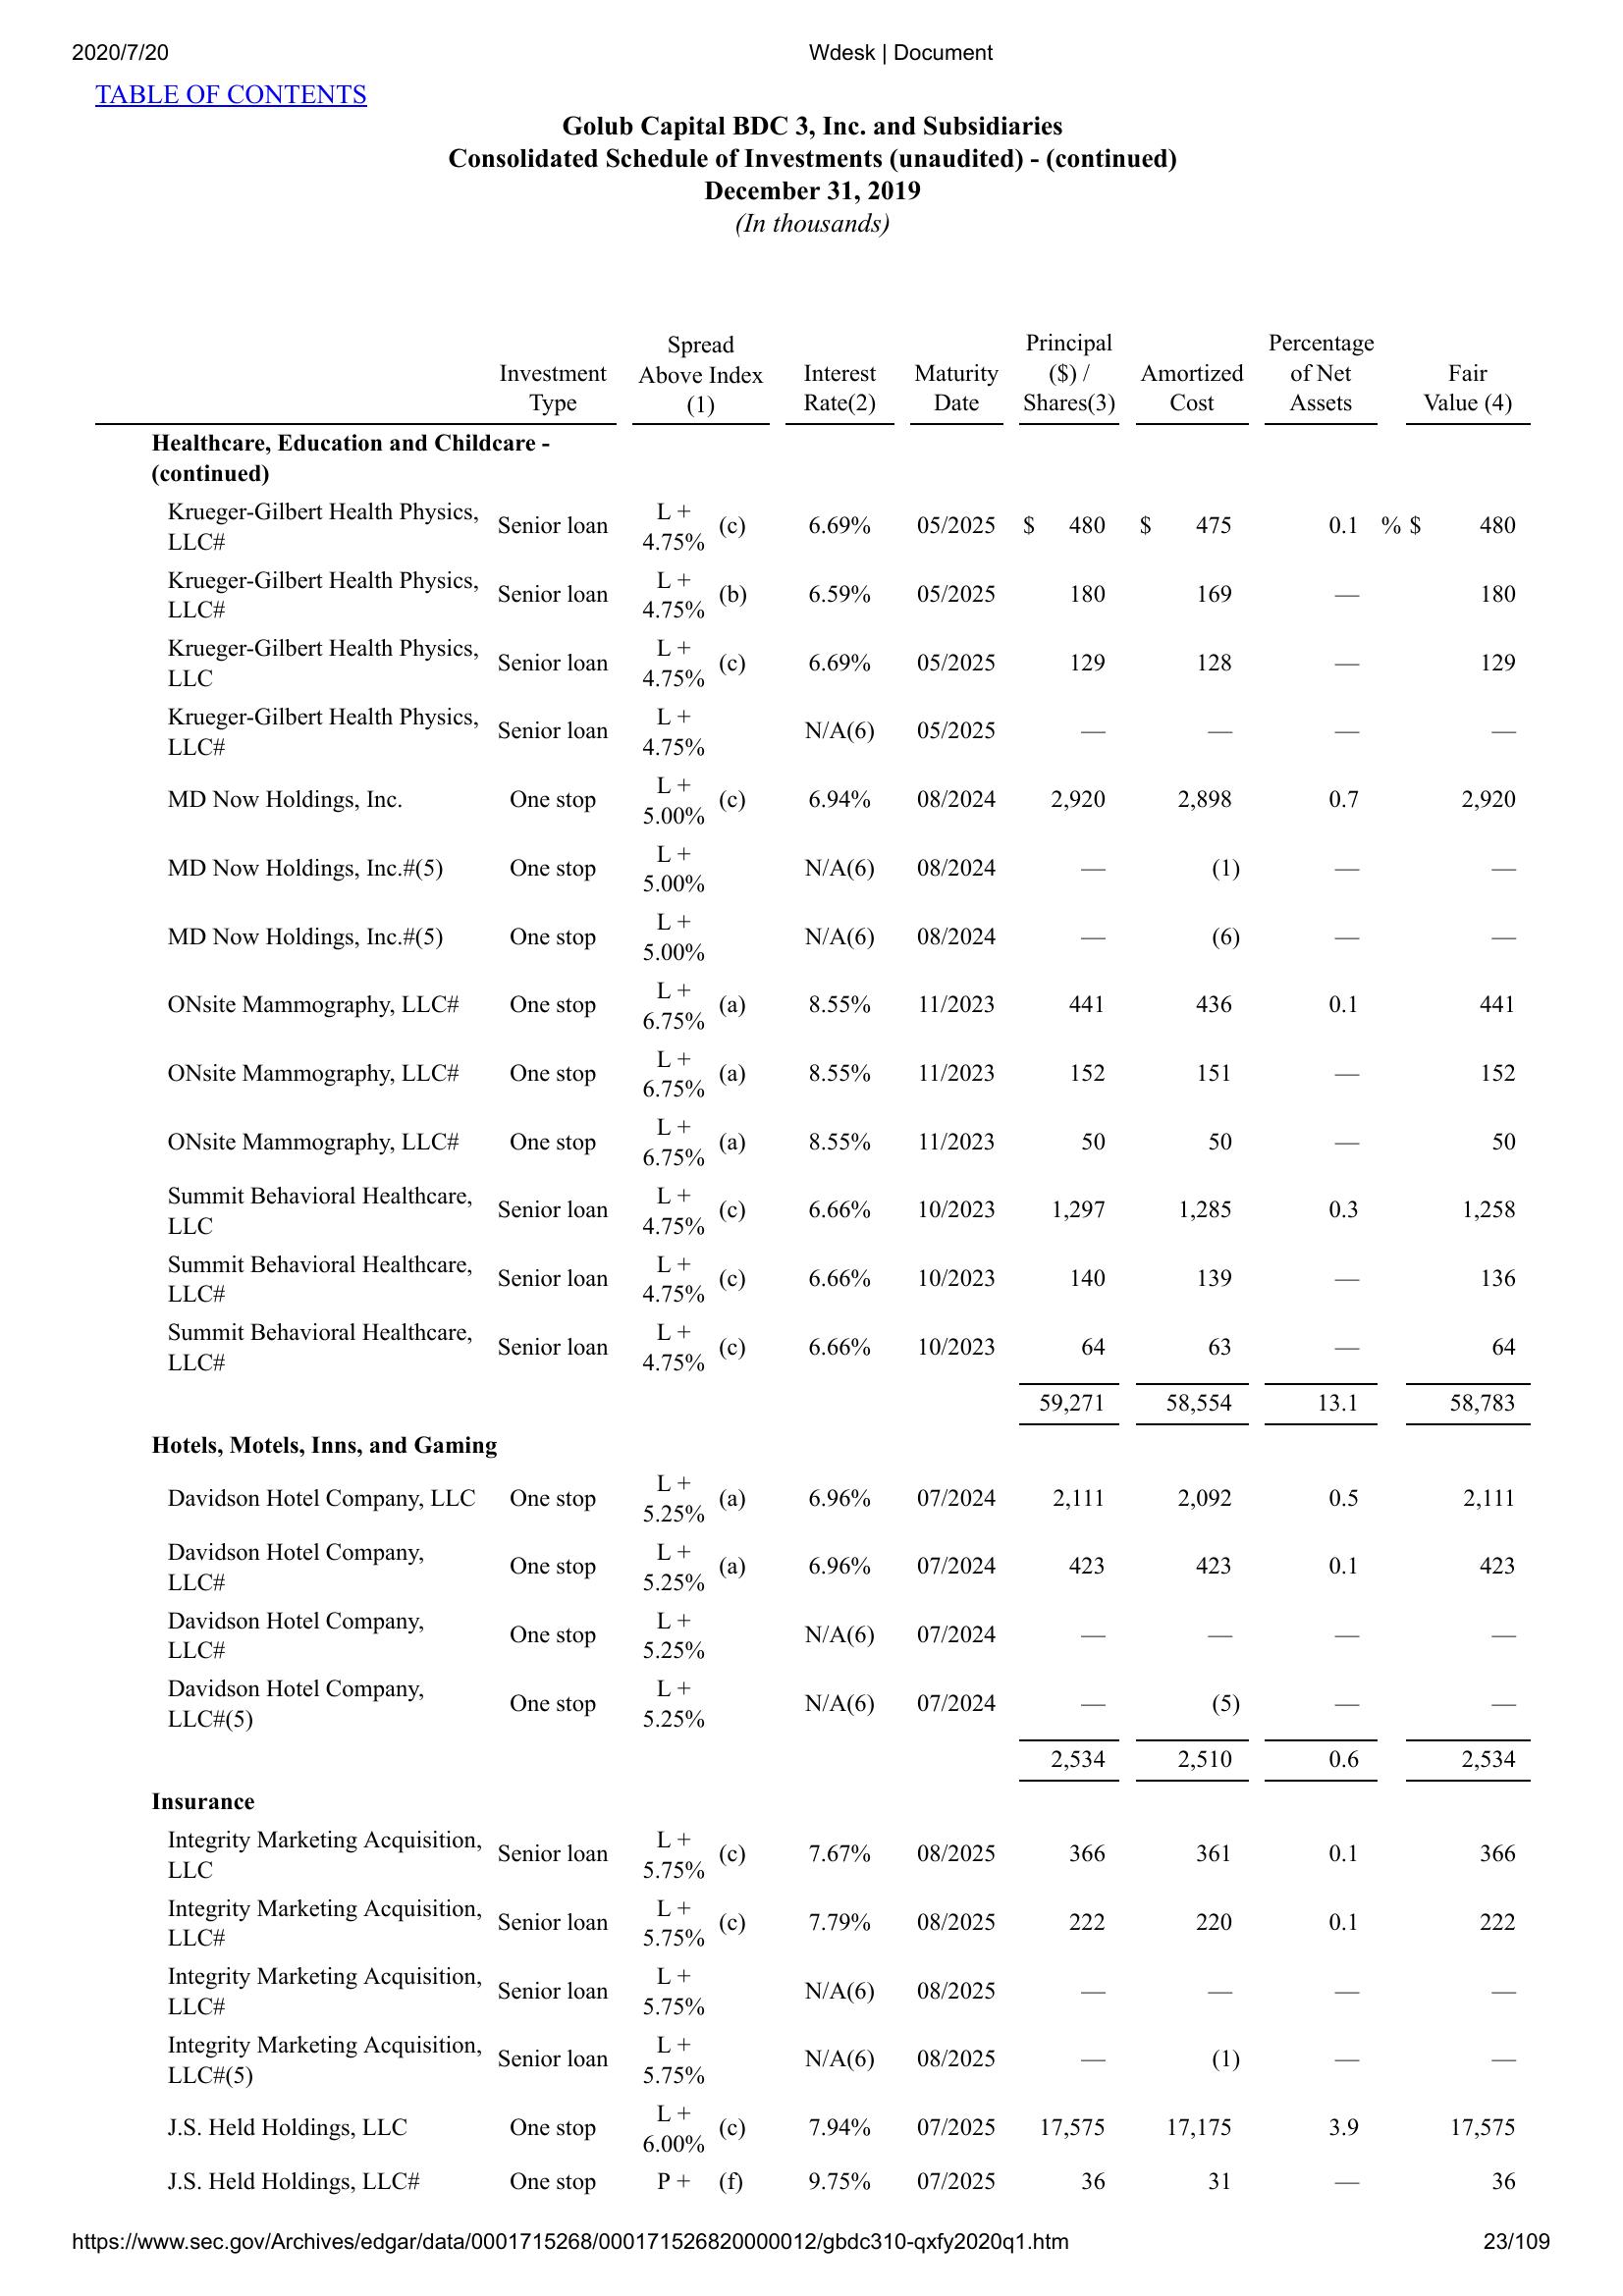 2020/7/20 Wdesk | Document
TABLE OF CONTENTS
Golub Capital BDC 3, Inc. and Subsidiaries
Consolidated Schedule of Investments (unaudited) - (continued)
December 31, 2019
(In thousands)
Investment Type Spread Above Index (1) Interest Rate(2) Maturity Date Principal ($) / Shares(3) Amortized Cost Percentage of Net Assets Fair Value (4)
Healthcare, Education and Childcare -
(continued)
Krueger-Gilbert Health Physics, LLC# Senior loan L + 4.75% (c) 6.69% 05/2025 $ 480 $ 475 0.1 % $ 480
Krueger-Gilbert Health Physics, LLC# Senior loan L + 4.75% (b) 6.59% 05/2025 180 169 — 180
Krueger-Gilbert Health Physics, LLC Senior loan L + 4.75% (c) 6.69% 05/2025 129 128 — 129
Krueger-Gilbert Health Physics, LLC# Senior loan L + 4.75% N/A(6) 05/2025 — — — —
MD Now Holdings, Inc. One stop L + 5.00% (c) 6.94% 08/2024 2,920 2,898 0.7 2,920
MD Now Holdings, Inc.#(5) One stop L + 5.00% N/A(6) 08/2024 — (1) — —
MD Now Holdings, Inc.#(5) One stop L + 5.00% N/A(6) 08/2024 — (6) — —
ONsite Mammography, LLC# One stop L + 6.75% (a) 8.55% 11/2023 441 436 0.1 441
ONsite Mammography, LLC# One stop L + 6.75% (a) 8.55% 11/2023 152 151 — 152
ONsite Mammography, LLC# One stop L + 6.75% (a) 8.55% 11/2023 50 50 — 50
Summit Behavioral Healthcare, LLC Senior loan L + 4.75% (c) 6.66% 10/2023 1,297 1,285 0.3 1,258
Summit Behavioral Healthcare, LLC# Senior loan L + 4.75% (c) 6.66% 10/2023 140 139 — 136
Summit Behavioral Healthcare, LLC# Senior loan L + 4.75% (c) 6.66% 10/2023 64 63 — 64
59,271 58,554 13.1 58,783
Hotels, Motels, Inns, and Gaming
Davidson Hotel Company, LLC One stop L + 5.25% (a) 6.96% 07/2024 2,111 2,092 0.5 2,111
Davidson Hotel Company, LLC# One stop L + 5.25% (a) 6.96% 07/2024 423 423 0.1 423
Davidson Hotel Company, LLC# One stop L + 5.25% N/A(6) 07/2024 — — — —
Davidson Hotel Company, LLC#(5) One stop L + 5.25% N/A(6) 07/2024 — (5) — —
2,534 2,510 0.6 2,534
Insurance
Integrity Marketing Acquisition, LLC Senior loan L + 5.75% (c) 7.67% 08/2025 366 361 0.1 366
Integrity Marketing Acquisition, LLC# Senior loan L + 5.75% (c) 7.79% 08/2025 222 220 0.1 222
Integrity Marketing Acquisition, LLC# Senior loan L + 5.75% N/A(6) 08/2025 — — — —
Integrity Marketing Acquisition, LLC#(5) Senior loan L + 5.75% N/A(6) 08/2025 — (1) — —
J.S. Held Holdings, LLC One stop L + 6.00% (c) 7.94% 07/2025 17,575 17,175 3.9 17,575
J.S. Held Holdings, LLC# One stop P + (f) 9.75% 07/2025 36 31 — 36
https://www.sec.gov/Archives/edgar/data/0001715268/000171526820000012/gbdc310-qxfy2020q1.htm 23/109